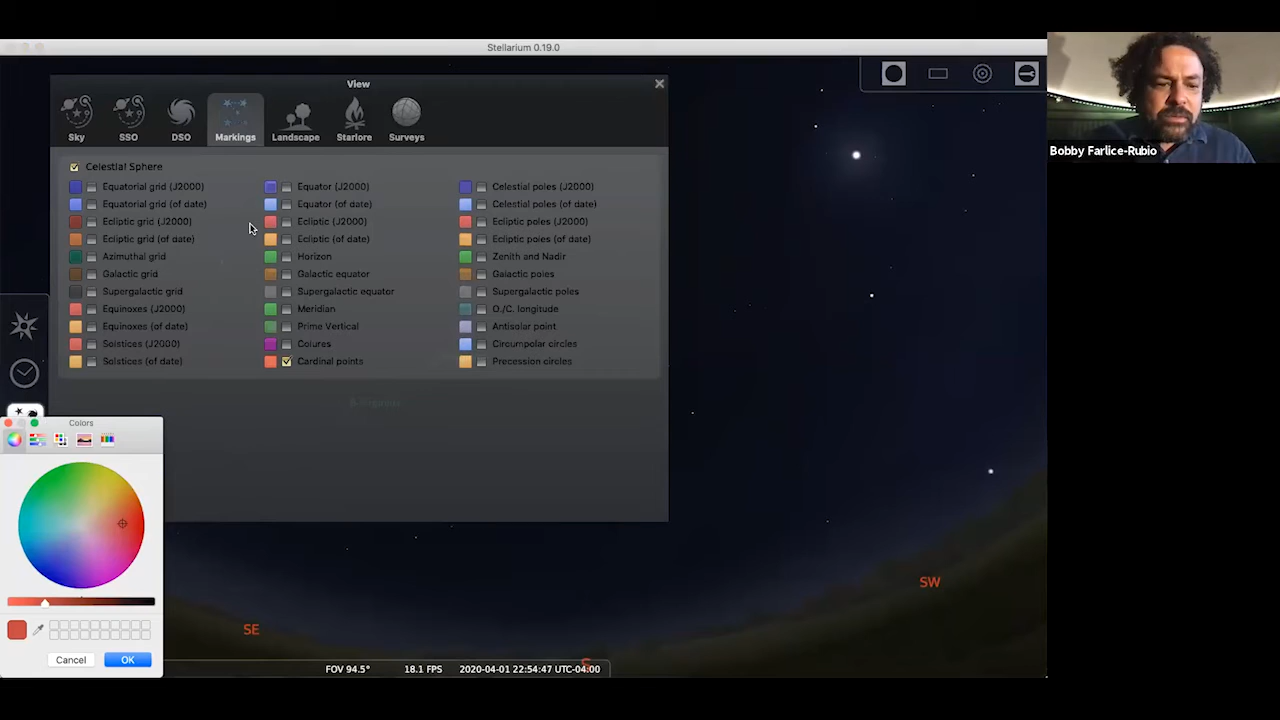 Stellarium 0.19.0
View
Sky SSO DSO Markings Landscape Starlore Surveys
Bobby Farlice-Rubio
Celestial Sphere
Equatorial grid (J2000) Equator (J2000) Celestial poles (J2000)
Equatorial grid (of date) Equator (of date) Celestial poles (of date)
Ecliptic grid (J2000) Ecliptic (J2000) Ecliptic poles (J2000)
Ecliptic grid (of date) Ecliptic (of date) Ecliptic poles (of date)
Azimuthal grid Horizon Zenith and Nadir
Galactic grid Galactic equator Galactic poles
Supergalactic grid Supergalactic equator Supergalactic poles
Equinoxes (J2000) Meridian O./C. longitude
Equinoxes (of date) Prime Vertical Antisolar point
Solstices (J2000) Colures Circumpolar circles
Solstices (of date) Cardinal points Precession circles
Colors
SW
SE
S
Cancel OK
FOV 94.5° 18.1 FPS 2020-04-01 22:54:47 UTC-04:00